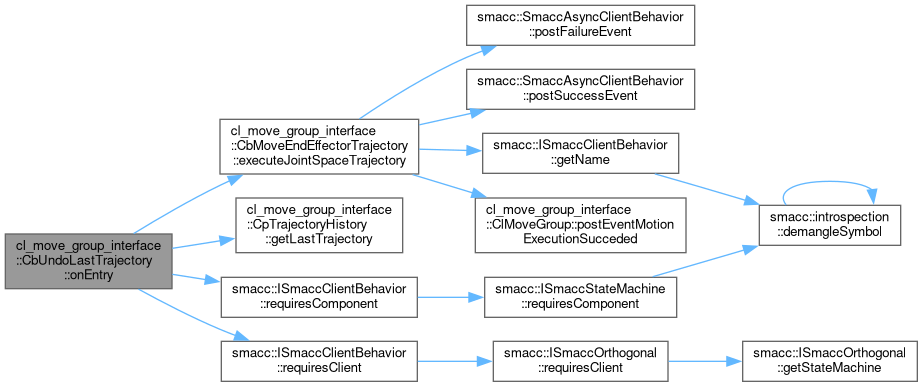 smacc::SmaccAsyncClientBehavior
::postFailureEvent
smacc::SmaccAsyncClientBehavior
::postSuccessEvent
cl_move_group_interface
::CbMoveEndEffectorTrajectory
::executeJointSpaceTrajectory
smacc::ISmaccClientBehavior
::getName
cl_move_group_interface
::CbUndoLastTrajectory
::onEntry
cl_move_group_interface
::CpTrajectoryHistory
::getLastTrajectory
cl_move_group_interface
::ClMoveGroup::postEventMotion
ExecutionSucceded
smacc::introspection
::demangleSymbol
smacc::ISmaccClientBehavior
::requiresComponent
smacc::ISmaccStateMachine
::requiresComponent
smacc::ISmaccClientBehavior
::requiresClient
smacc::ISmaccOrthogonal
::requiresClient
smacc::ISmaccOrthogonal
::getStateMachine